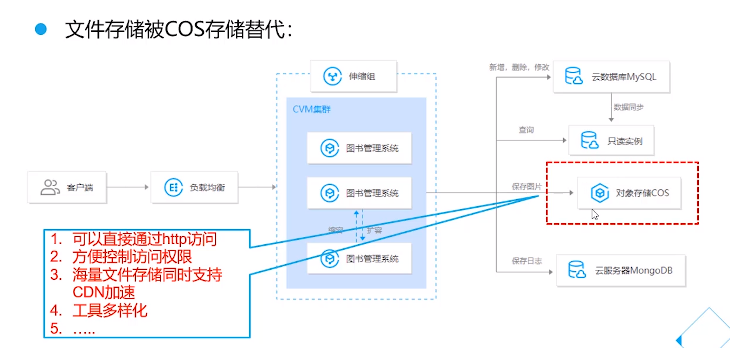 文件存储被COS存储替代：
伸缩组
CVM集群
图书管理系统
图书管理系统
缩容
扩容
图书管理系统
客户端
负载均衡
新增，删除，修改
云数据库MySQL
数据同步
查询
只读实例
保存图片
对象存储COS
保存日志
云服务器MongoDB
1. 可以直接通过http访问
2. 方便控制访问权限
3. 海量文件存储同时支持
CDN加速
4. 工具多样化
5. …..